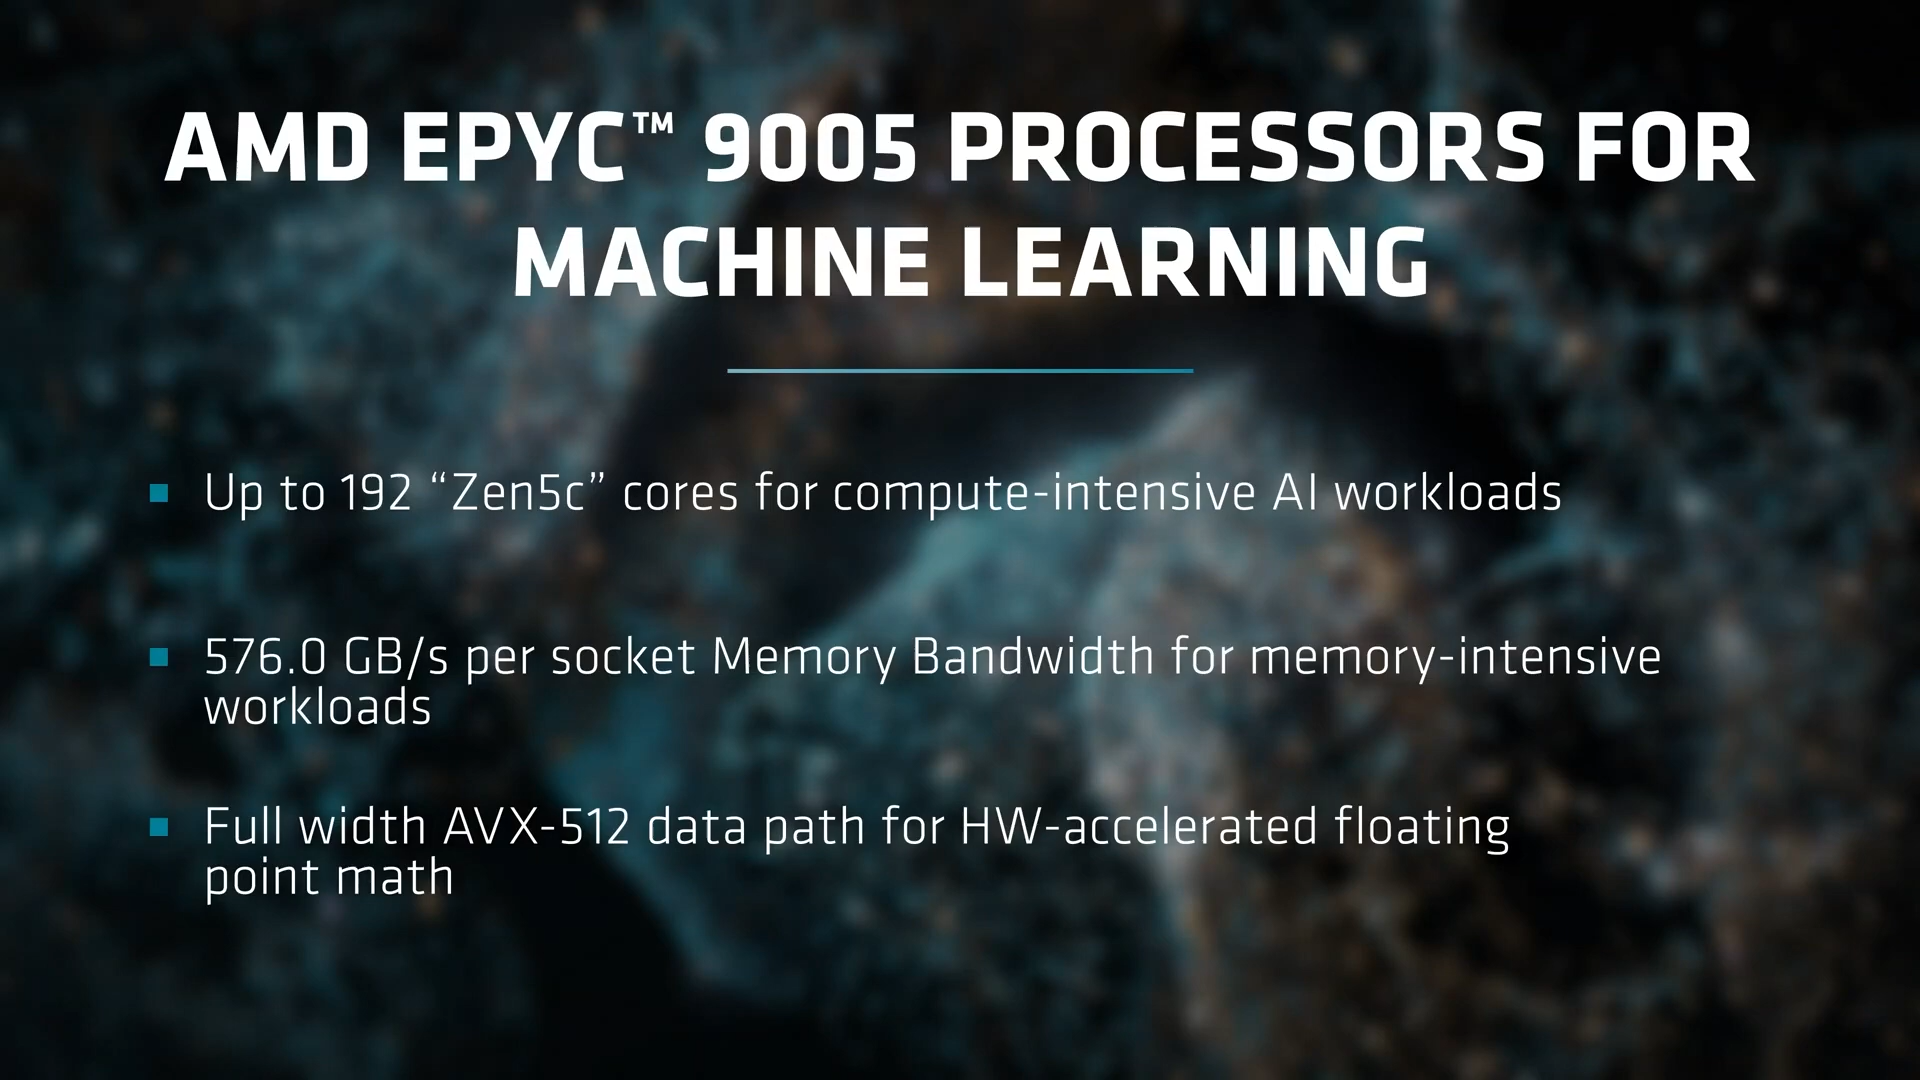 AMD EPYC™ 9005 PROCESSORS FOR
MACHINE LEARNING
Up to 192 “Zen5c” cores for compute-intensive AI workloads
576.0 GB/s per socket Memory Bandwidth for memory-intensive
workloads
Full width AVX-512 data path for HW-accelerated floating
point math